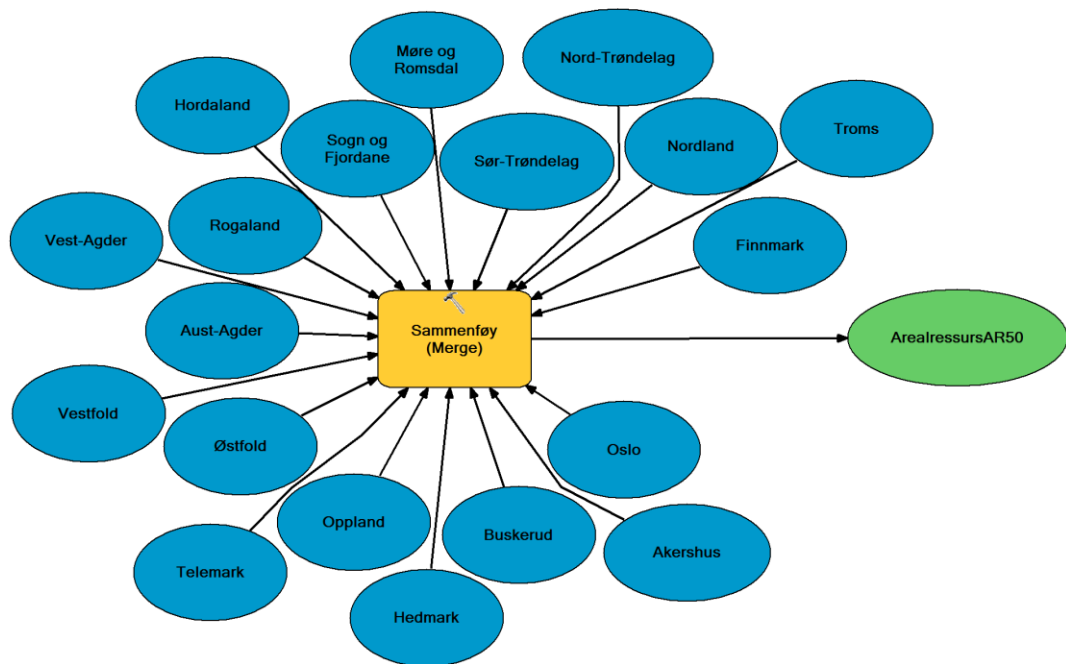 Møre og
Romsdal
Nord-Trøndelag
Hordaland
Troms
Sogn og
Fjordane
Sør-Trøndelag
Nordland
Rogaland
Vest-Agder
Finnmark
Aust-Agder
Sammenføy
(Merge)
ArealressursAR50
Vestfold
Østfold
Oslo
Oppland
Buskerud
Akershus
Telemark
Hedmark